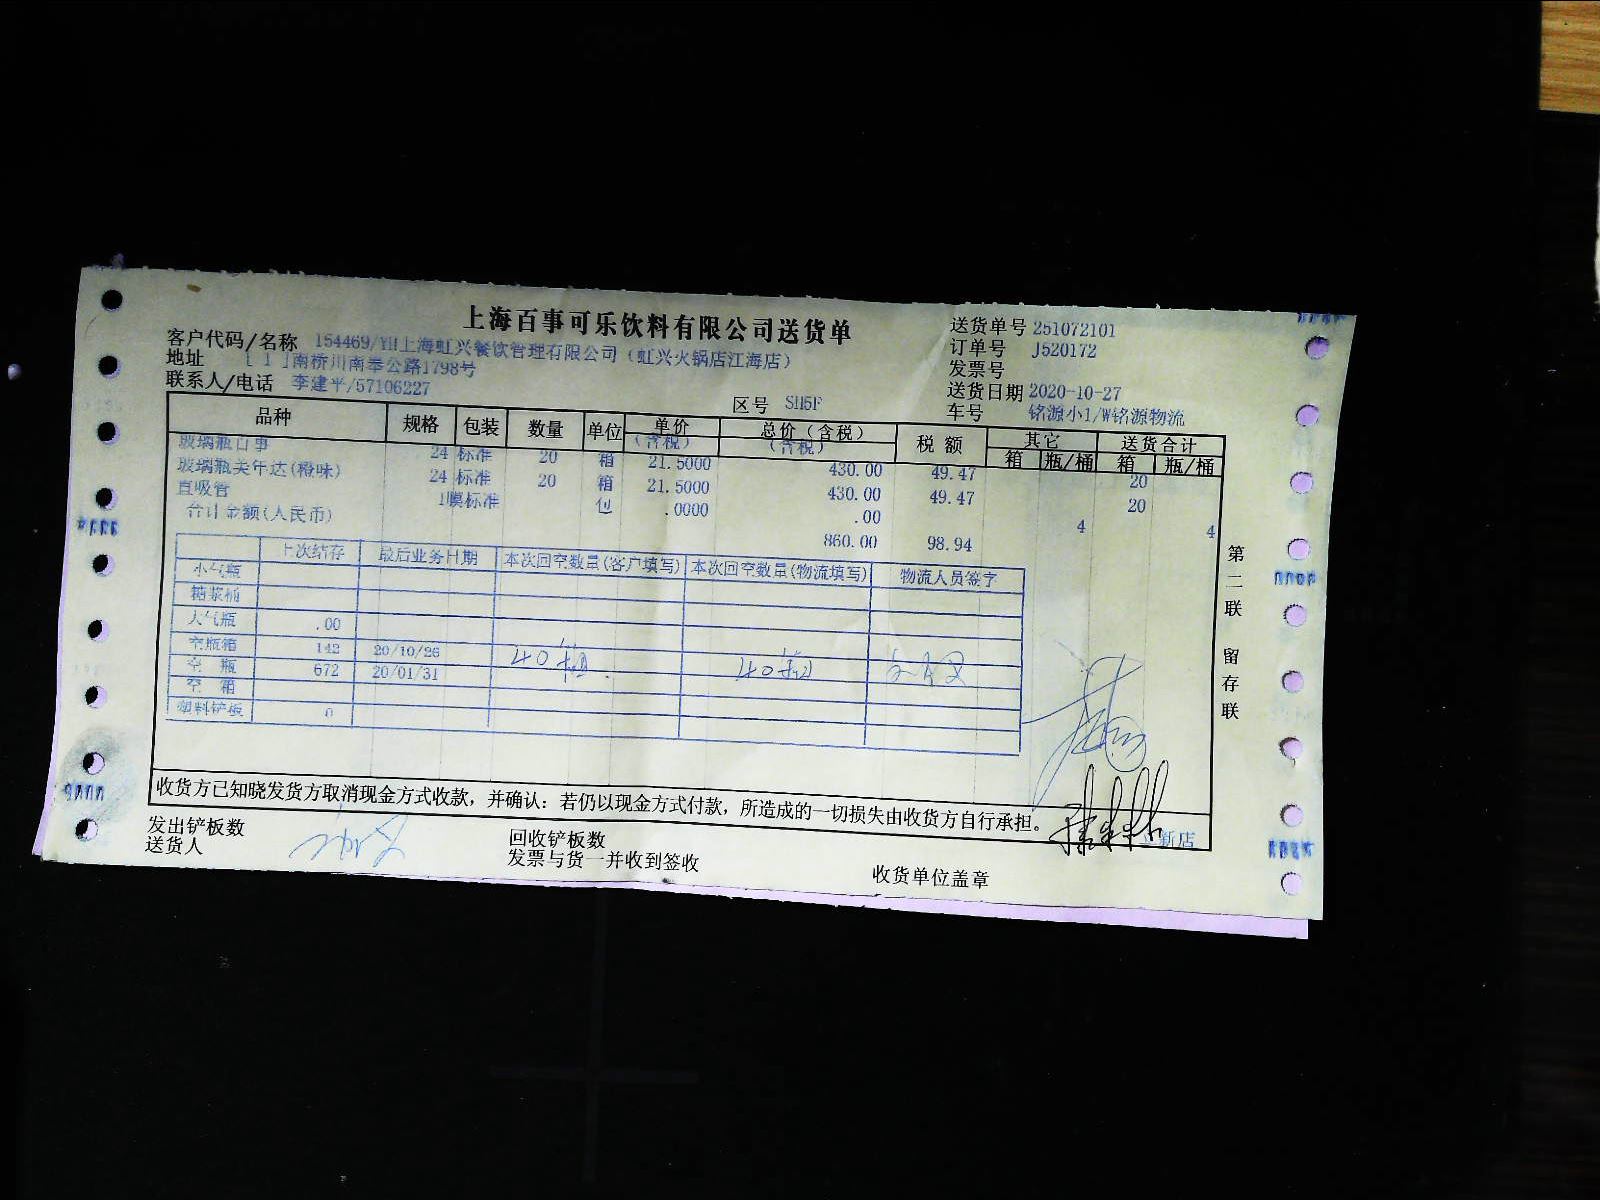 上海百事可乐饮料有限公司送货单
客户代码/名称 154469/YH上海虹兴餐饮管理有限公司（虹兴火锅店江海店）
地址 [ 1 ]南桥川南奉公路1798号
联系人/电话 李建平/57106227
区号 SH5F
送货单号 251072101
订单号 J520172
发票号
送货日期 2020-10-27
车号 铭源小1/W铭源物流
品种 规格 包装 数量 单位 单价(含税) 总价(含税) (含税) 税额 其它 送货合计
箱 瓶/桶 箱 瓶/桶
玻璃瓶百事 24 标准 20 箱 21.5000 430.00 49.47 20
玻璃瓶美年达(橙味) 24 标准 20 箱 21.5000 430.00 49.47 20
直吸管 1膜标准 包 .0000 .00 4 4
合计金额(人民币) 860.00 98.94
上次结存 最后业务日期 本次回空数量(客户填写) 本次回空数量(物流填写) 物流人员签字
小气瓶
糖浆桶
大气瓶 .00
空瓶箱 142 20/10/26 40箱 40箱
空 瓶 672 20/01/31
空 箱
塑料铲板 0
收货方已知晓发货方取消现金方式收款，并确认：若仍以现金方式付款，所造成的一切损失由收货方自行承担。
新店
发出铲板数
送货人
回收铲板数
发票与货一并收到签收
收货单位盖章
第二联 留存联